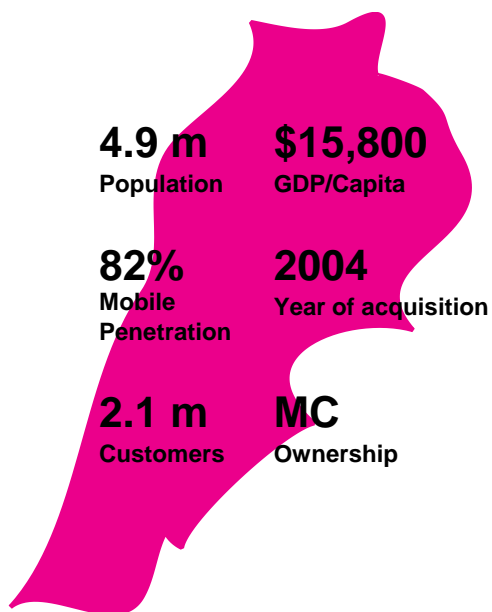 4.9 m
Population
$15,800
GDP/Capita
82%
Mobile
Penetration
2004
Year of acquisition
2.1 m
Customers
MC
Ownership